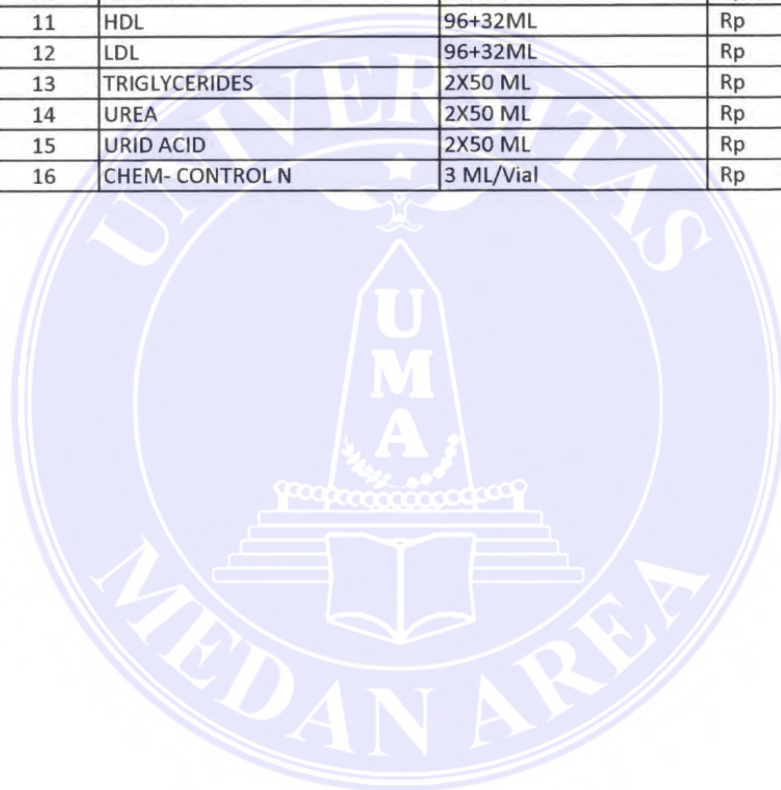 11 HDL 96+32ML Rp
12 LDL 96+32ML Rp
13 TRIGLYCERIDES 2X50 ML Rp
14 UREA 2X50 ML Rp
15 URID ACID 2X50 ML Rp
16 CHEM- CONTROL N 3 ML/Vial Rp
UNIVERSITAS
U
M
A
MEDAN AREA